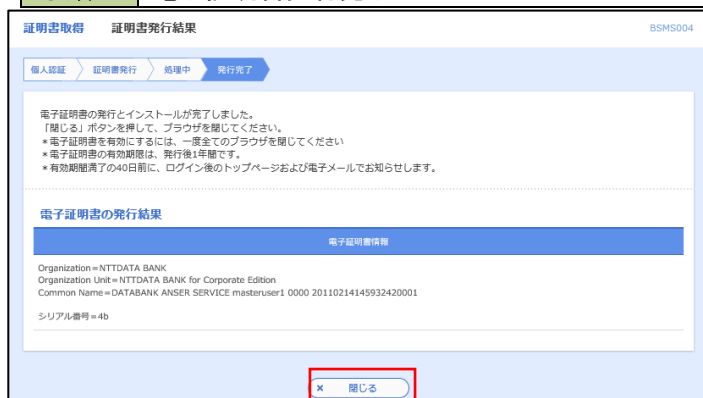 証明書取得 証明書発行結果 BSMS004
個人認証 証明書発行 処理中 発行完了
電子証明書の発行とインストールが完了しました。
「閉じる」ボタンを押して、ブラウザを閉じてください。
＊電子証明書を有効にするには、一度全てのブラウザを閉じてください
＊電子証明書の有効期限は、発行後1年間です。
＊有効期間満了の40日前に、ログイン後のトップページおよび電子メールでお知らせします。
電子証明書の発行結果
電子証明書情報
Organization=NTTDATA BANK
Organization Unit=NTTDATA BANK for Corporate Edition
Common Name=DATABANK ANSER SERVICE masteruser1 0000 20110214145932420001
シリアル番号=4b
× 閉じる